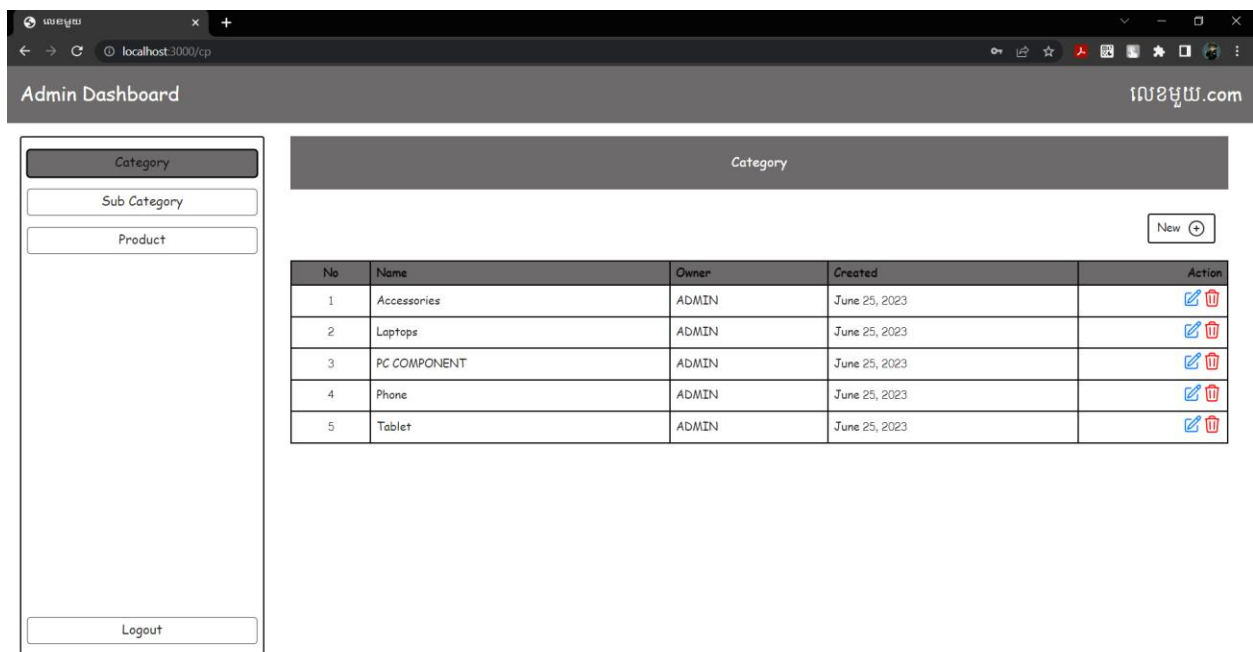 លេខមួយ
localhost:3000/cp
Admin Dashboard
លេខមួយ.com
Category
Sub Category
Product
Logout
Category
New
No Name Owner Created Action
1 Accessories ADMIN June 25, 2023
2 Laptops ADMIN June 25, 2023
3 PC COMPONENT ADMIN June 25, 2023
4 Phone ADMIN June 25, 2023
5 Tablet ADMIN June 25, 2023